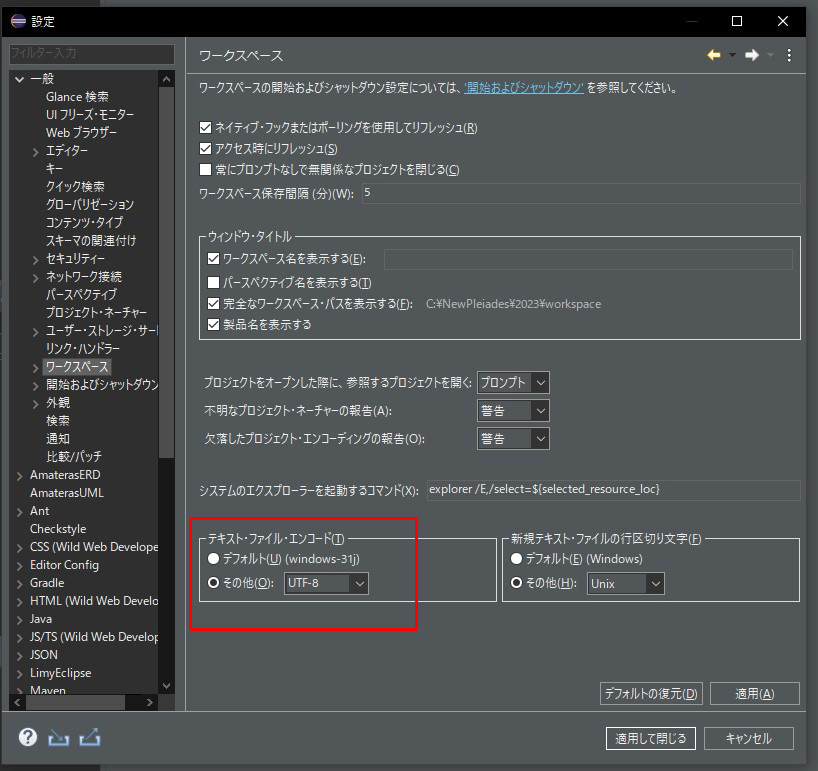 設定
フィルター入力
一般
Glance 検索
UI フリーズ・モニター
Web ブラウザー
エディター
キー
クイック検索
グローバリゼーション
コンテンツ・タイプ
スキーマの関連付け
セキュリティー
ネットワーク接続
パースペクティブ
プロジェクト・ネーチャー
ユーザー・ストレージ・サー
リンク・ハンドラー
ワークスペース
開始およびシャットダウン
外観
検索
通知
比較/パッチ
AmaterasERD
AmaterasUML
Ant
Checkstyle
CSS (Wild Web Develope
Editor Config
Gradle
HTML (Wild Web Develo
Java
JS/TS (Wild Web Develop
JSON
LimyEclipse
Maven
ワークスペース
ワークスペースの開始およびシャットダウン設定については、'開始およびシャットダウン' を参照してください。
ネイティブ・フックまたはポーリングを使用してリフレッシュ(R)
アクセス時にリフレッシュ(S)
常にプロンプトなしで無関係なプロジェクトを閉じる(C)
ワークスペース保存間隔 (分)(W): 5
ウィンドウ・タイトル
ワークスペース名を表示する(E):
パースペクティブ名を表示する(T)
完全なワークスペース・パスを表示する(F): C:¥NewPleiades¥2023¥workspace
製品名を表示する
プロジェクトをオープンした際に、参照するプロジェクトを開く: プロンプト
不明なプロジェクト・ネーチャーの報告(A): 警告
欠落したプロジェクト・エンコーディングの報告(O): 警告
システムのエクスプローラーを起動するコマンド(X): explorer /E,/select=${selected_resource_loc}
テキスト・ファイル・エンコード(T)
デフォルト(U) (windows-31j)
その他(O): UTF-8
新規テキスト・ファイルの行区切り文字(F)
デフォルト(E) (Windows)
その他(H): Unix
デフォルトの復元(D) 適用(A)
適用して閉じる キャンセル